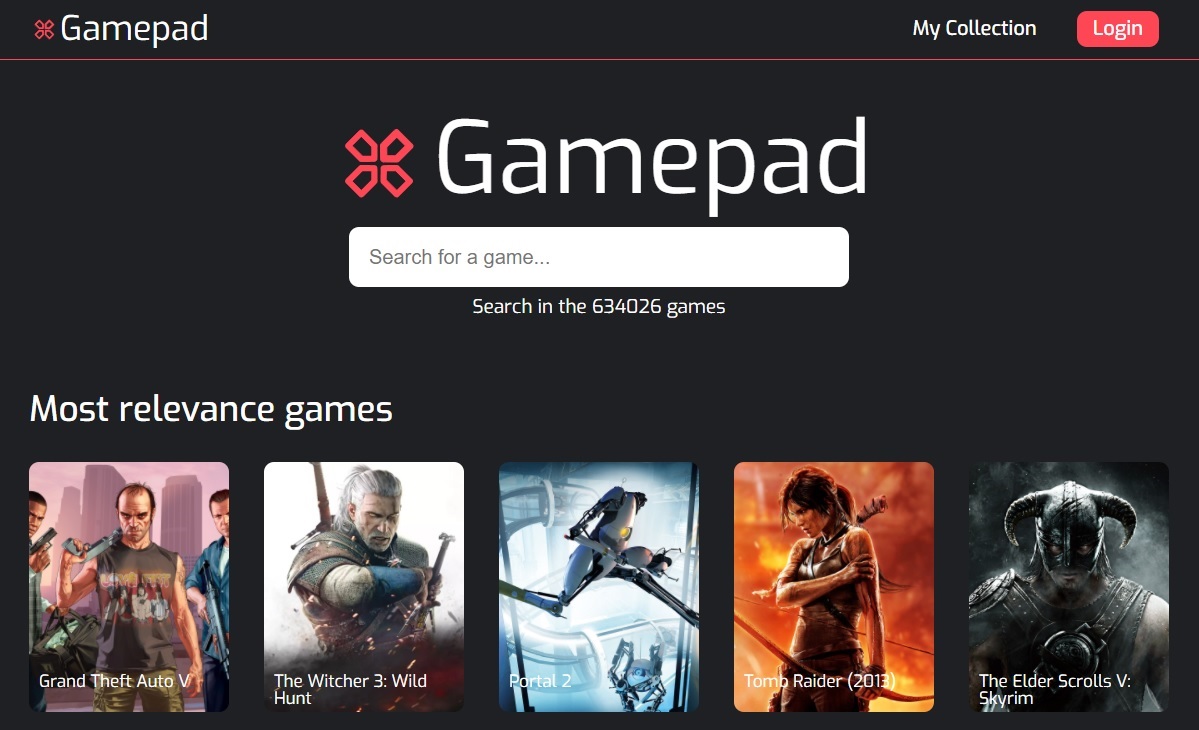 Gamepad
My Collection
Login
Gamepad
Search for a game...
Search in the 634026 games
Most relevance games
Grand Theft Auto V
The Witcher 3: Wild
Hunt
Portal 2
Tomb Raider (2013)
The Elder Scrolls V:
Skyrim